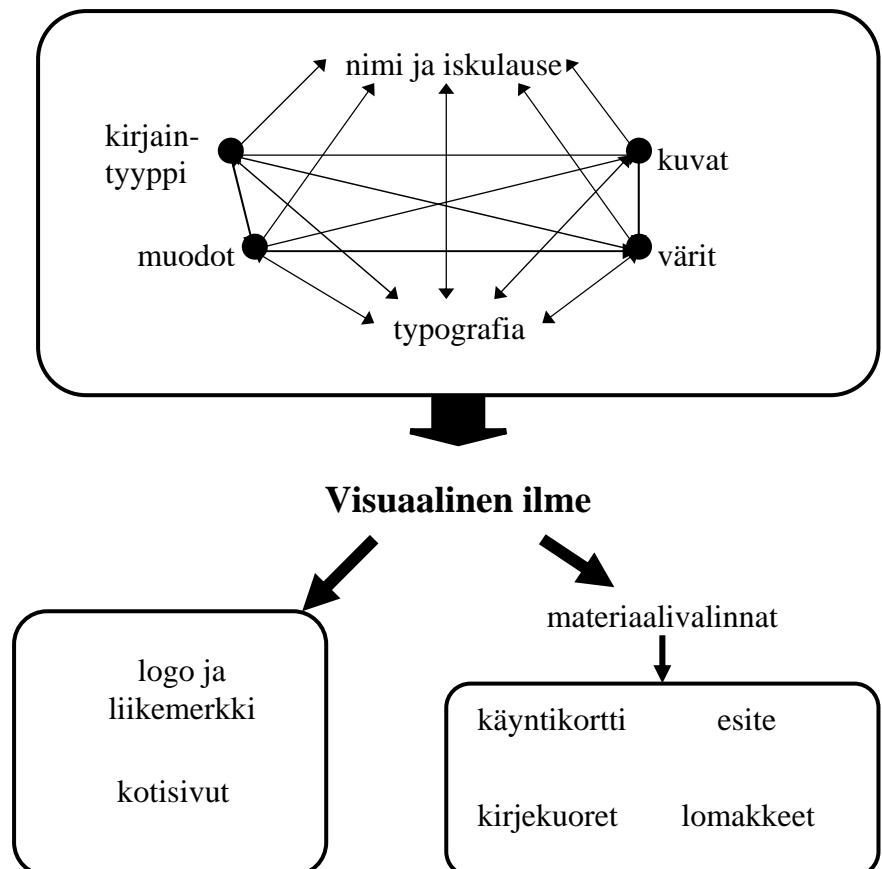 nimi ja iskulause
kirjain-
tyyppi
kuvat
muodot
värit
typografia
Visuaalinen ilme
materiaalivalinnat
logo ja
liikemerkki
kotisivut
käyntikortti esite
kirjekuoret lomakkeet